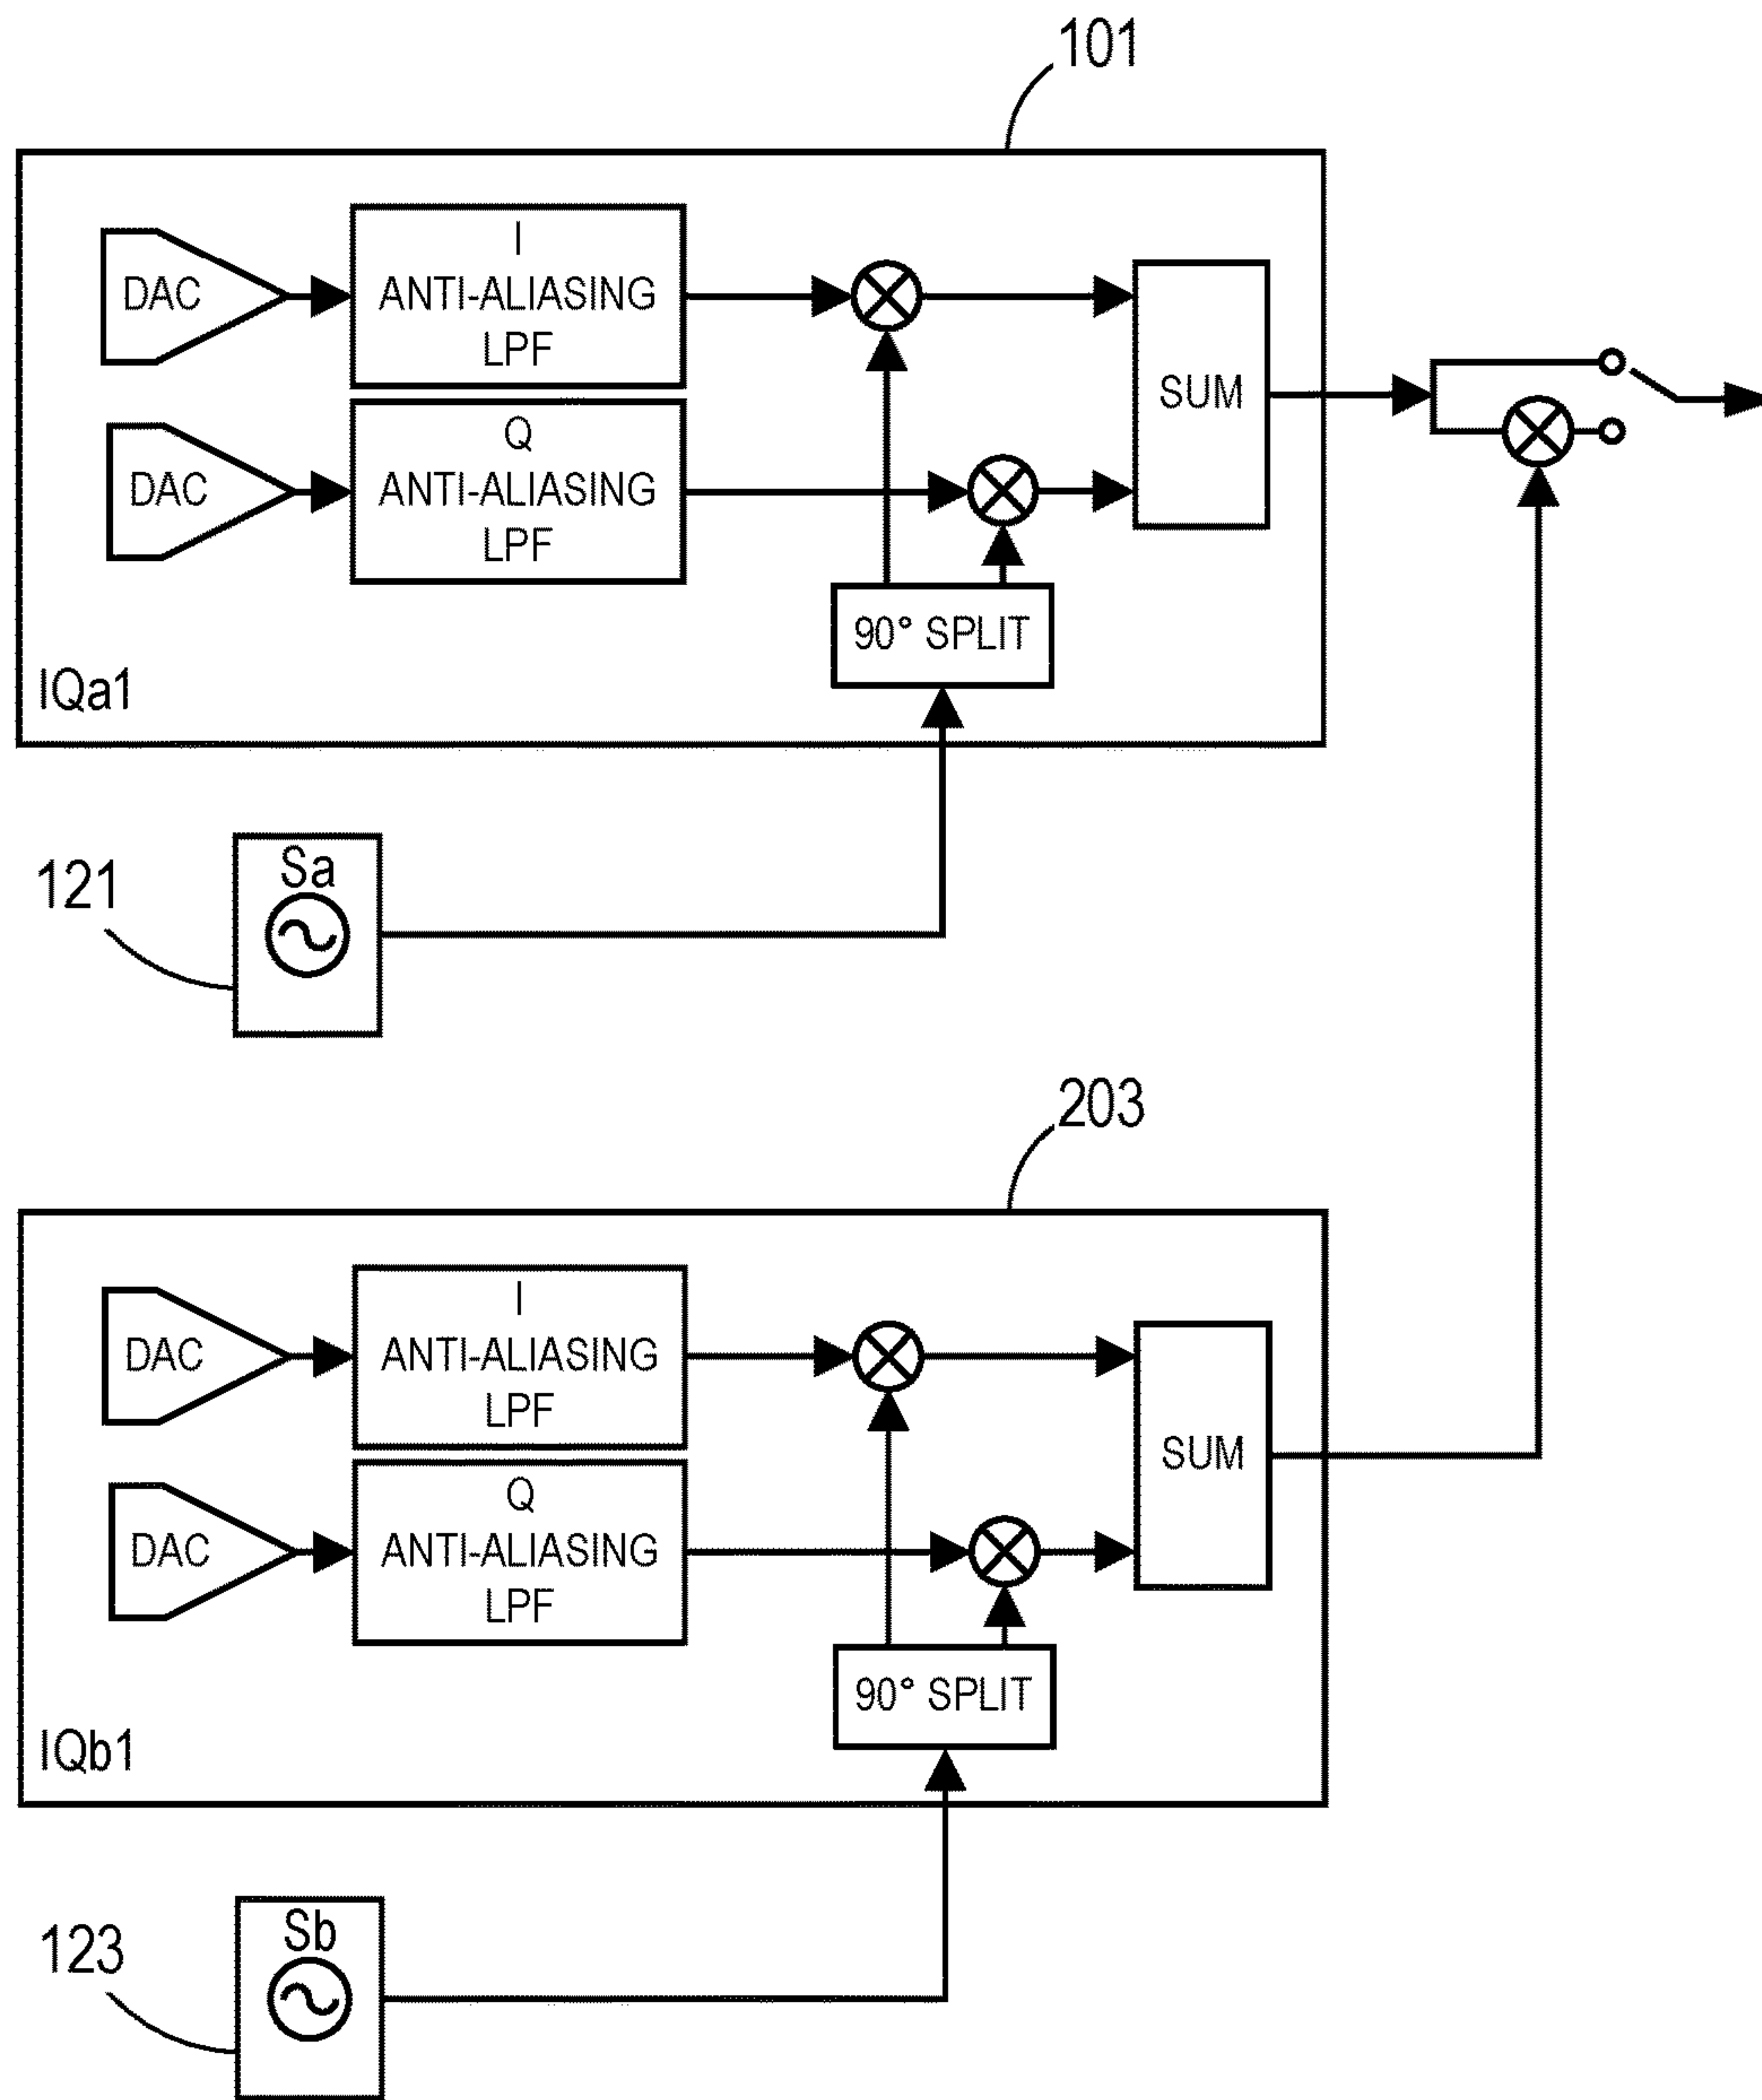 101
DAC
I
ANTI-ALIASING
LPF
DAC
Q
ANTI-ALIASING
LPF
SUM
90° SPLIT
IQa1
121
Sa
203
DAC
I
ANTI-ALIASING
LPF
DAC
Q
ANTI-ALIASING
LPF
SUM
90° SPLIT
IQb1
123
Sb